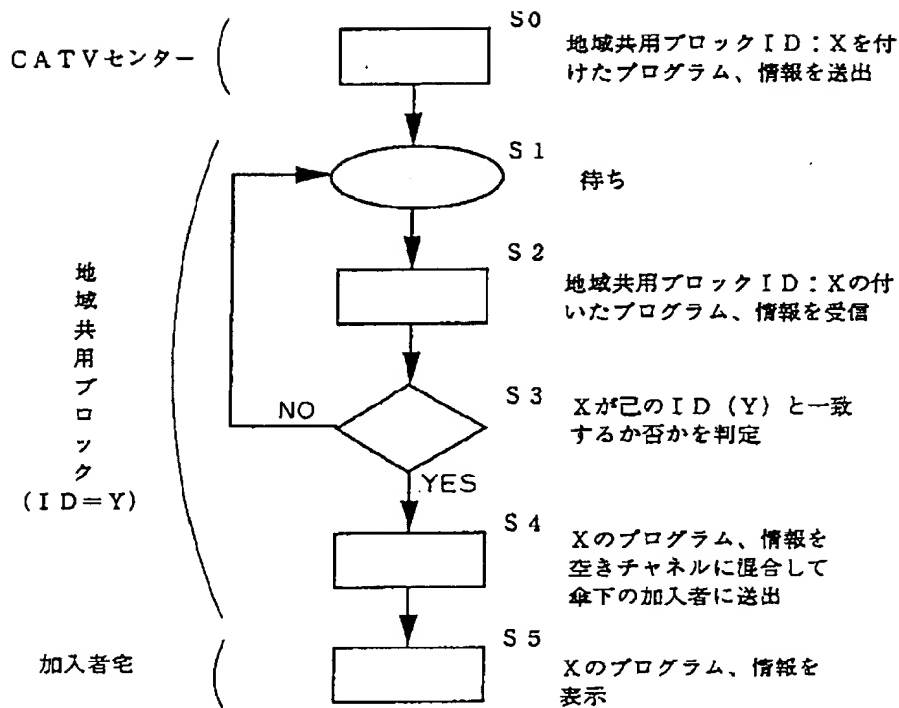 S0
CATVセンター
地域共用ブロックID:Xを付
けたプログラム、情報を送出
S1
待ち
S2
地域共用ブロックID:Xの付
いたプログラム、情報を受信
地域共用ブロック
(ID=Y)
S3
Xが己のID(Y)と一致
するか否かを判定
NO
YES
S4
Xのプログラム、情報を
空きチャネルに混合して
傘下の加入者に送出
S5
加入者宅
Xのプログラム、情報を
表示